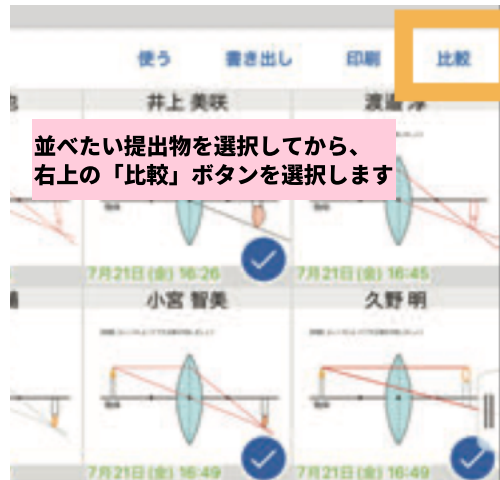 使う 書き出し 印刷 比較
井上 美咲
並べたい提出物を選択してから、
右上の「比較」ボタンを選択します
7月21日(金) 16:26 7月21日(金) 16:45
小宮 智美 久野 明
7月21日(金) 16:49 7月21日(金) 16:49